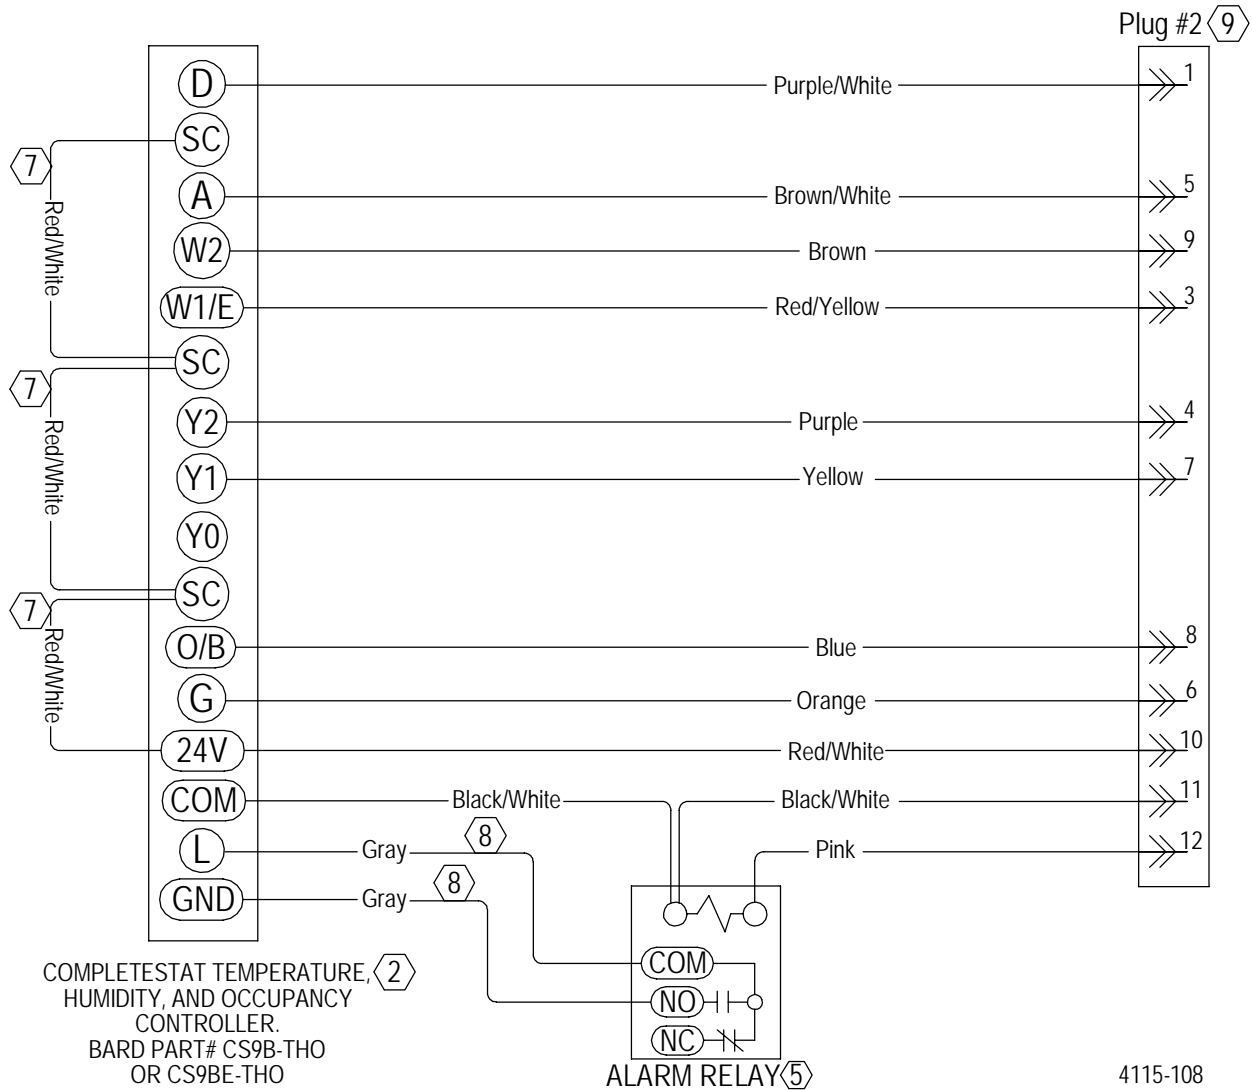 Plug #2 9
D Purple/White 1
SC
7
Red/White
A Brown/White 5
W2 Brown 9
W1/E Red/Yellow 3
SC
7
Red/White
Y2 Purple 4
Y1 Yellow 7
Y0
SC
7
Red/White
O/B Blue 8
G Orange 6
24V Red/White 10
COM Black/White Black/White 11
L Gray 8 Pink 12
GND Gray 8
COM
NO
NC
ALARM RELAY 5
COMPLETESTAT TEMPERATURE, 2
HUMIDITY, AND OCCUPANCY
CONTROLLER.
BARD PART# CS9B-THO
OR CS9BE-THO
4115-108